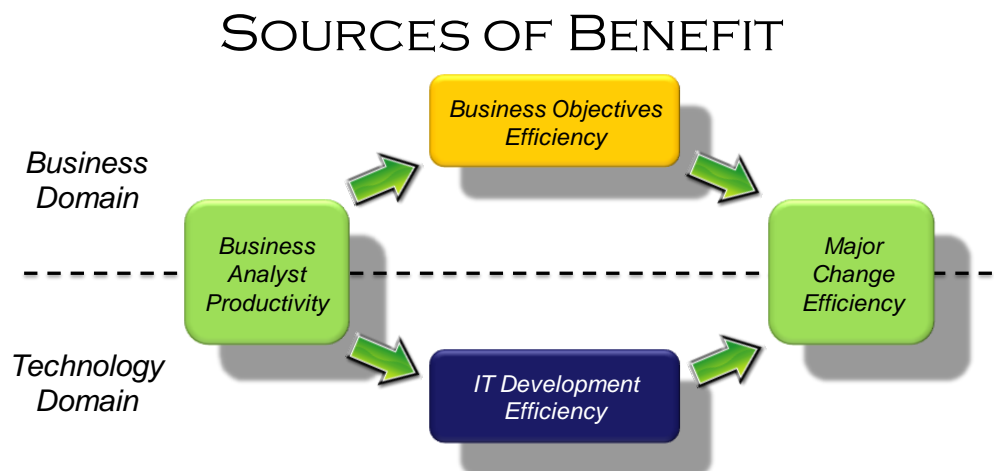 SOURCES OF BENEFIT
Business Objectives
Efficiency
Business
Domain
Business
Analyst
Productivity
Major
Change
Efficiency
Technology
Domain
IT Development
Efficiency